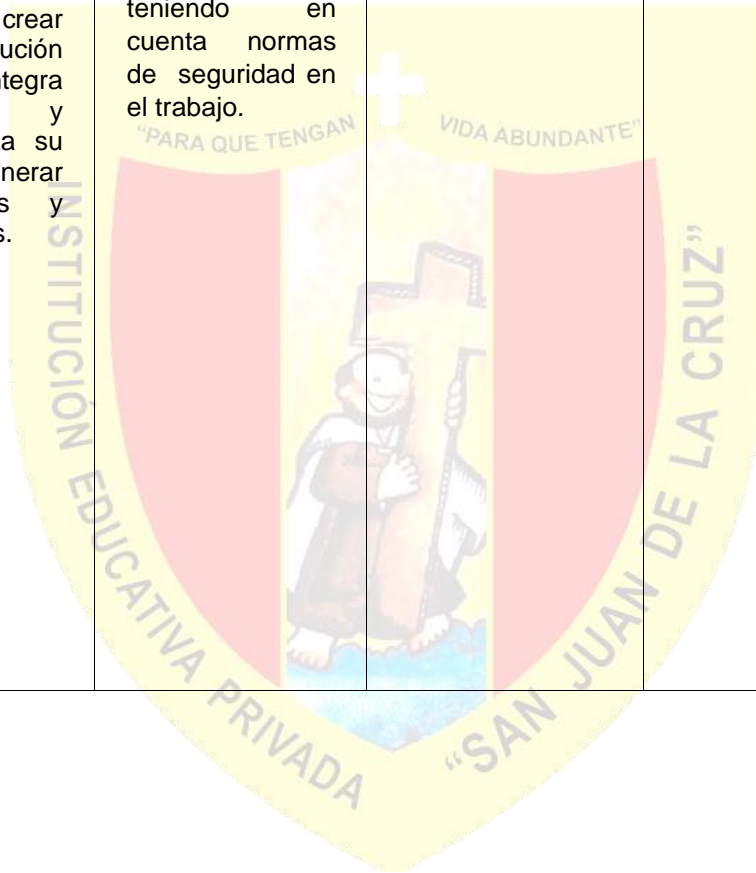 crear
ución
ntegra
y
a su
nerar
s y
s.
teniendo en
cuenta normas
de seguridad en
el trabajo.
"PARA QUE TENGAN VIDA ABUNDANTE"
INSTITUCIÓN EDUCATIVA PRIVADA
"SAN JUAN DE LA CRUZ"